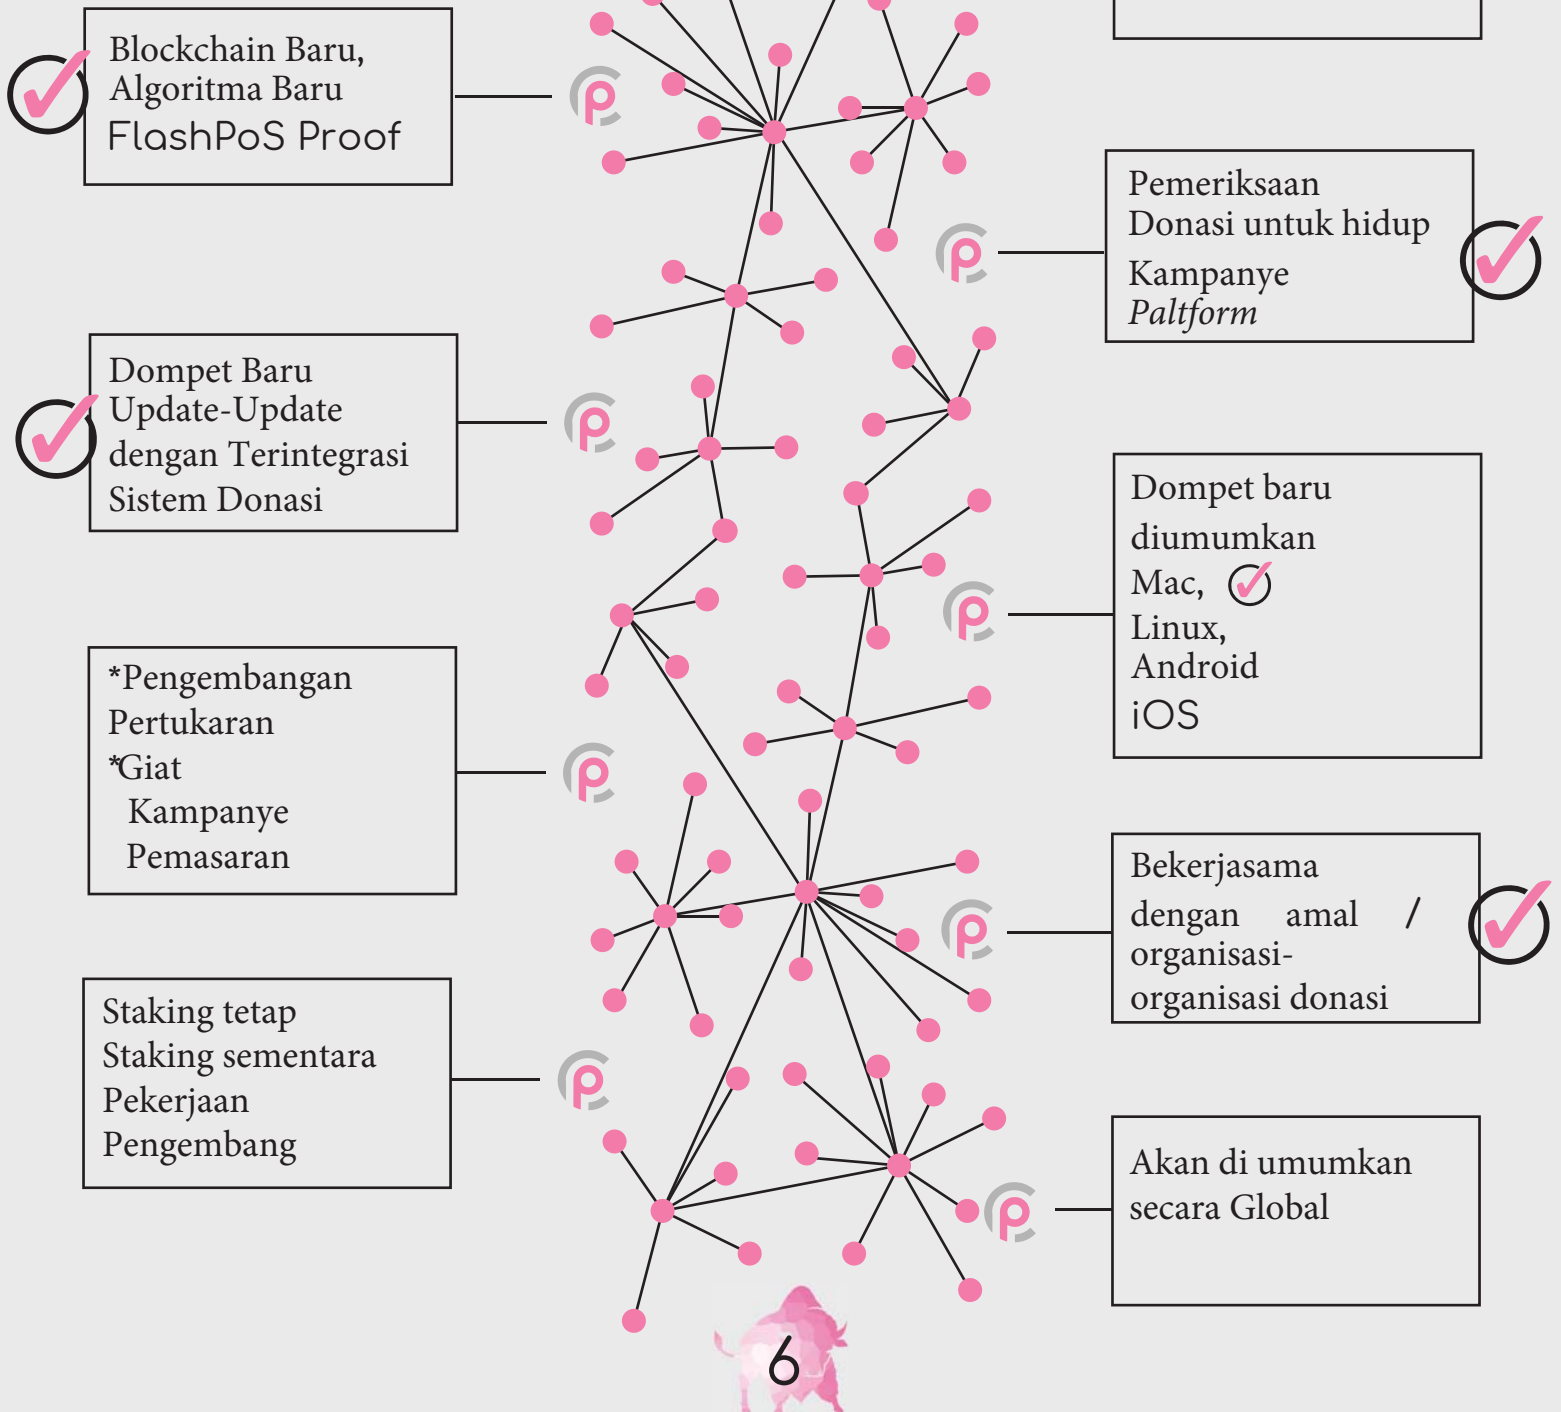 Blockchain Baru,
Algoritma Baru
FlashPoS Proof
Pemeriksaan
Donasi untuk hidup
Kampanye
Paltform
Dompet Baru
Update-Update
dengan Terintegrasi
Sistem Donasi
Dompet baru
diumumkan
Mac,
Linux,
Android
iOS
*Pengembangan
Pertukaran
*Giat
Kampanye
Pemasaran
Bekerjasama
dengan amal /
organisasi-
organisasi donasi
Staking tetap
Staking sementara
Pekerjaan
Pengembang
Akan di umumkan
secara Global
6